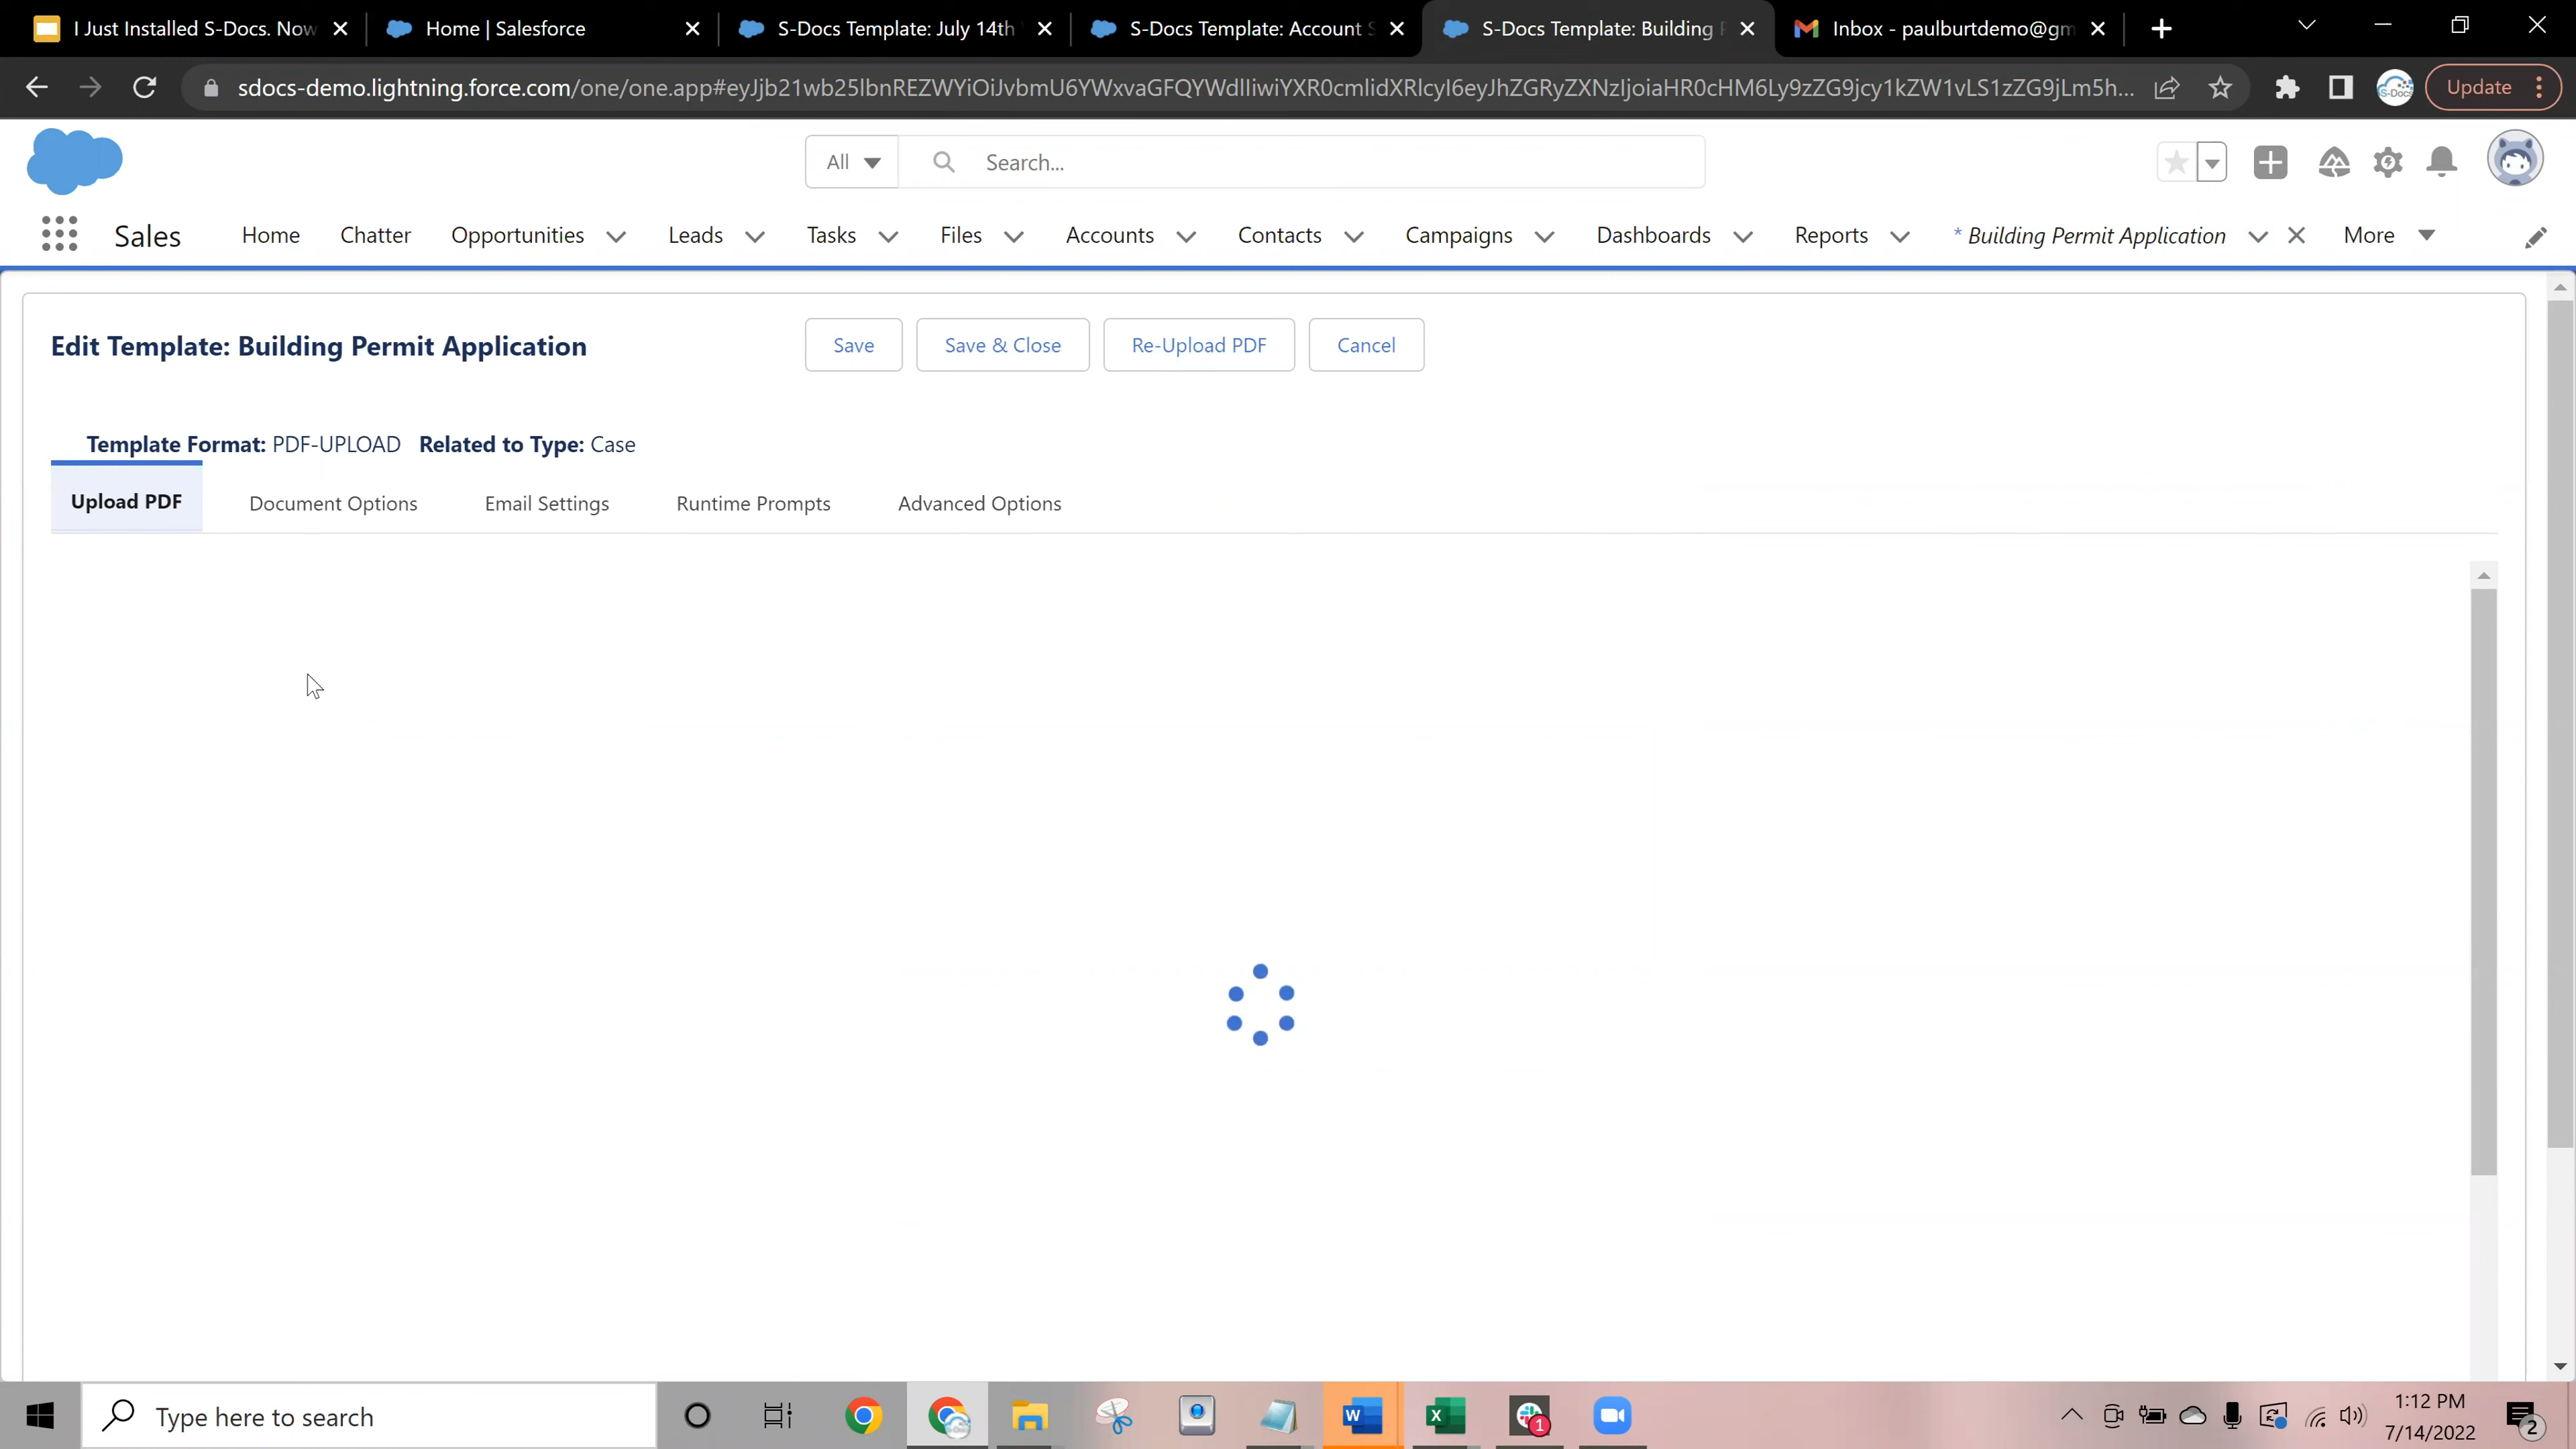 I Just Installed S-Docs. Now
Home | Salesforce
S-Docs Template: July 14th
S-Docs Template: Account S
S-Docs Template: Building P
Inbox - paulburtdemo@gm
sdocs-demo.lightning.force.com/one/one.app#eyJjb21wb25lbnREZWYiOiJvbmU6YWxvaGFQYWdlIiwiYXR0cmlidXRlcyI6eyJhZGRyZXNzIjoiaHR0cHM6Ly9zZG9jcy1kZW1vLS1zZG9jLm5h...
Update
All
Search...
Sales
Home
Chatter
Opportunities
Leads
Tasks
Files
Accounts
Contacts
Campaigns
Dashboards
Reports
* Building Permit Application
More
Edit Template: Building Permit Application
Save
Save & Close
Re-Upload PDF
Cancel
Template Format: PDF-UPLOAD Related to Type: Case
Upload PDF
Document Options
Email Settings
Runtime Prompts
Advanced Options
Type here to search
1
1:12 PM
7/14/2022
2